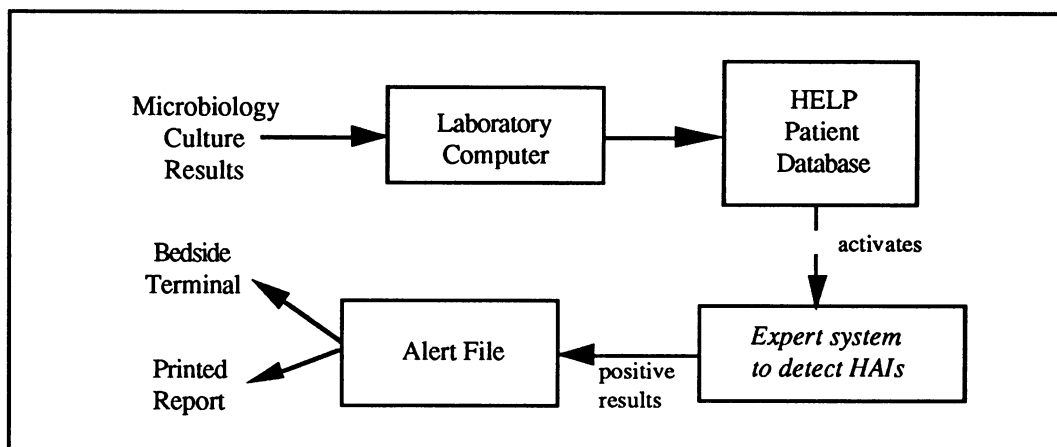 Microbiology
Culture
Results
Laboratory
Computer
HELP
Patient
Database
activates
Expert system
to detect HAIs
positive
results
Alert File
Bedside
Terminal
Printed
Report